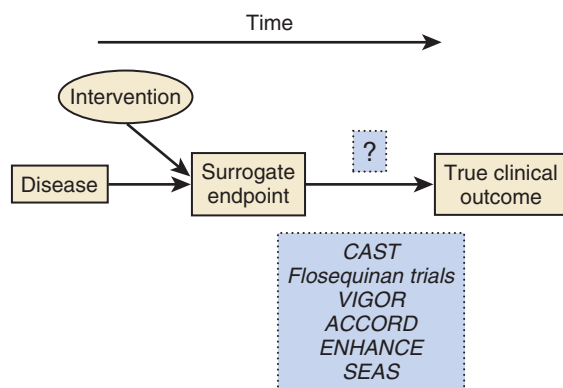 Time
Intervention
?
Disease
Surrogate
endpoint
True clinical
outcome
CAST
Flosequinan trials
VIGOR
ACCORD
ENHANCE
SEAS